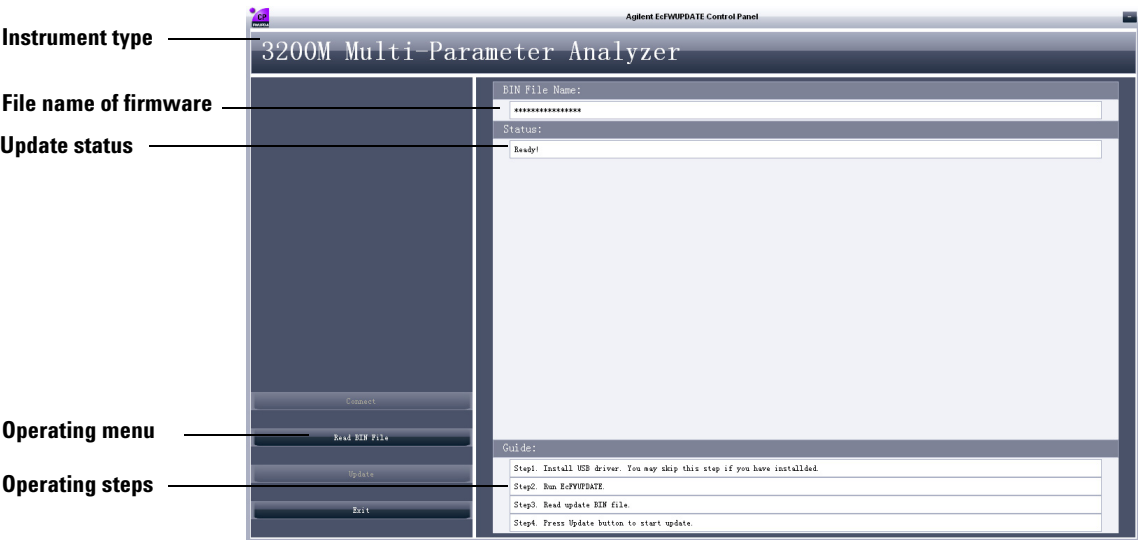 CP
Agilent EcFWUPDATE Control Panel
Instrument type
3200M Multi-Parameter Analyzer
BIN File Name:
File name of firmware
****************
Status:
Update status
Ready!
Connect
Operating menu
Read BIN File
Guide:
Update
Step1. Install USB driver. You may skip this step if you have installded.
Operating steps
Step2. Run EcFWUPDATE.
Exit
Step3. Read update BIN file.
Step4. Press Update button to start update.